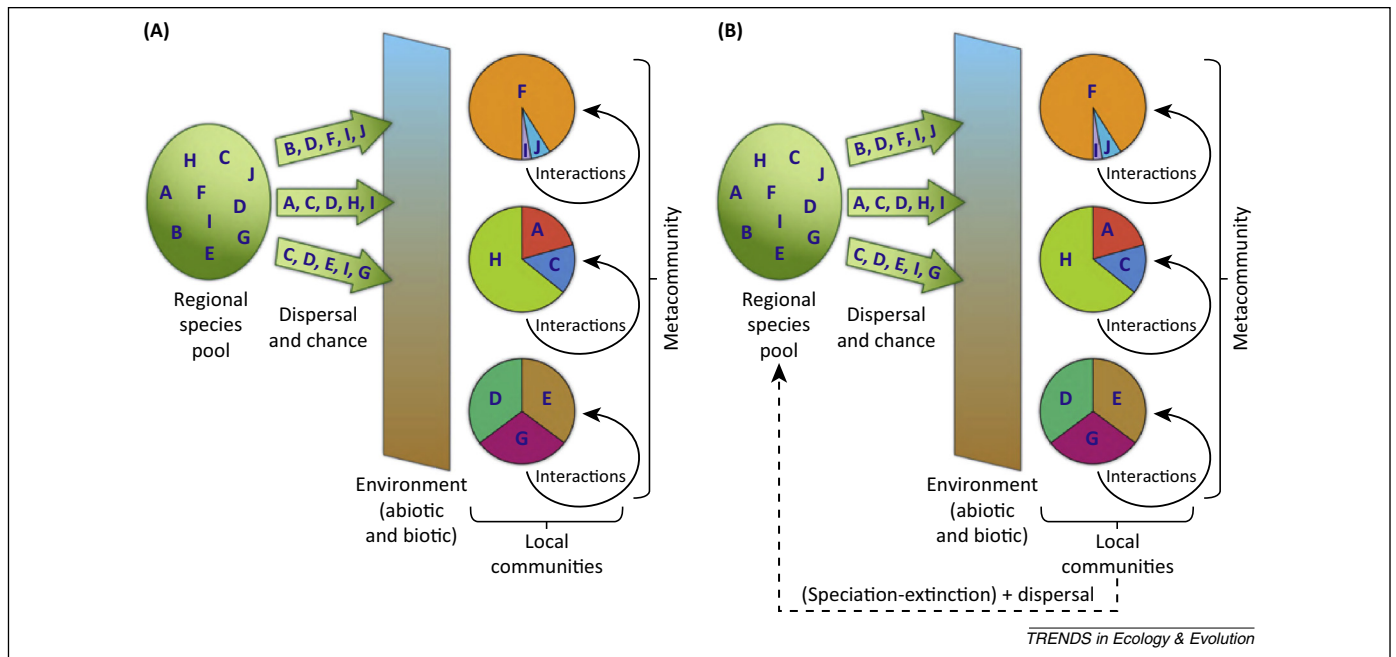 (A)
H
C
J
A
F
D
I
B
G
E
Regional
species
pool
B, D, F, I, J
A, C, D, H, I
C, D, E, I, G
Dispersal
and chance
Environment
(abiotic
and biotic)
F
I
J
Interactions
A
H
C
Interactions
D
E
G
Interactions
Local
communities
Metacommunity
(B)
H
C
J
A
F
D
I
B
G
E
Regional
species
pool
B, D, F, I, J
A, C, D, H, I
C, D, E, I, G
Dispersal
and chance
Environment
(abiotic
and biotic)
F
I
J
Interactions
A
H
C
Interactions
D
E
G
Interactions
Local
communities
Metacommunity
(Speciation-extinction) + dispersal
TRENDS in Ecology & Evolution